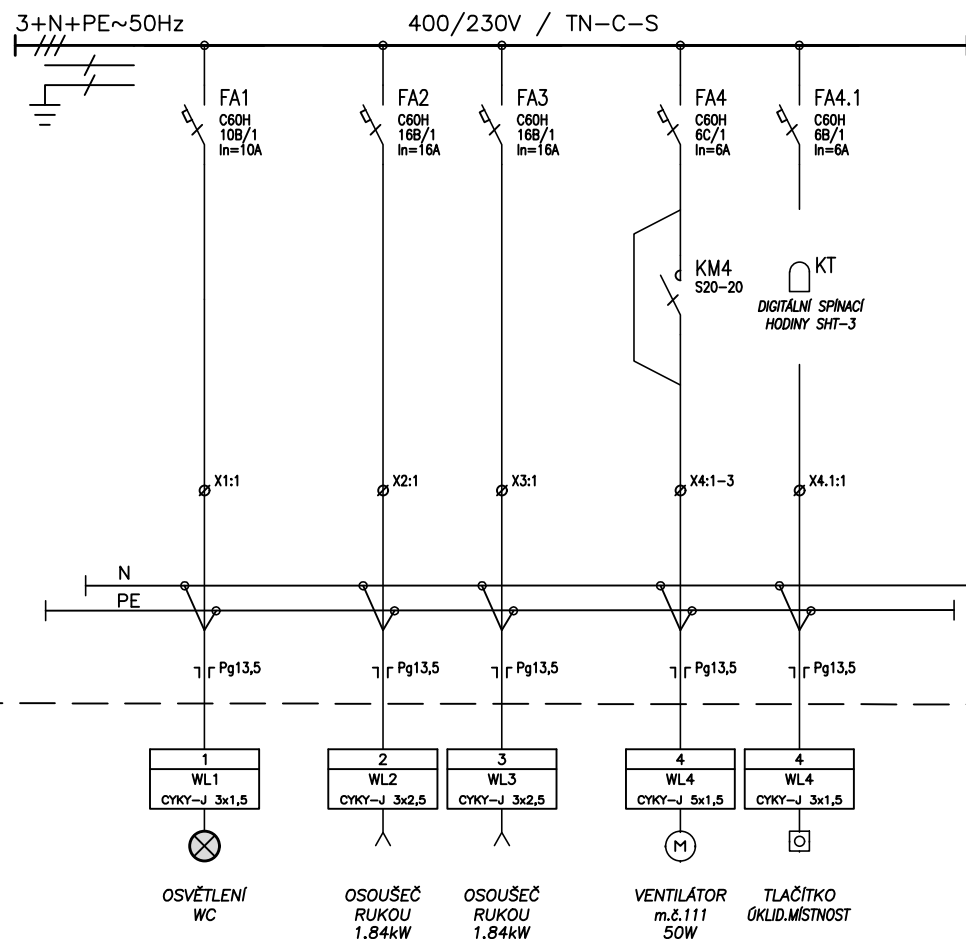 3+N+PE~50Hz
400/230V / TN-C-S
FA1
C60H
10B/1
In=10A
FA2
C60H
16B/1
In=16A
FA3
C60H
16B/1
In=16A
FA4
C60H
6C/1
In=6A
FA4.1
C60H
6B/1
In=6A
KM4
S20-20
KT
DIGITÁLNÍ SPÍNACÍ
HODINY SHT-3
X1:1
X2:1
X3:1
X4:1-3
X4.1:1
N
PE
Pg13,5
Pg13,5
Pg13,5
Pg13,5
Pg13,5
1
WL1
CYKY-J 3x1,5
2
WL2
CYKY-J 3x2,5
3
WL3
CYKY-J 3x2,5
4
WL4
CYKY-J 5x1,5
4
WL4
CYKY-J 3x1,5
M
OSVĚTLENÍ
WC
OSOUŠEČ
RUKOU
1.84kW
OSOUŠEČ
RUKOU
1.84kW
VENTILÁTOR
m.č.111
50W
TLAČÍTKO
ÚKLID.MÍSTNOST